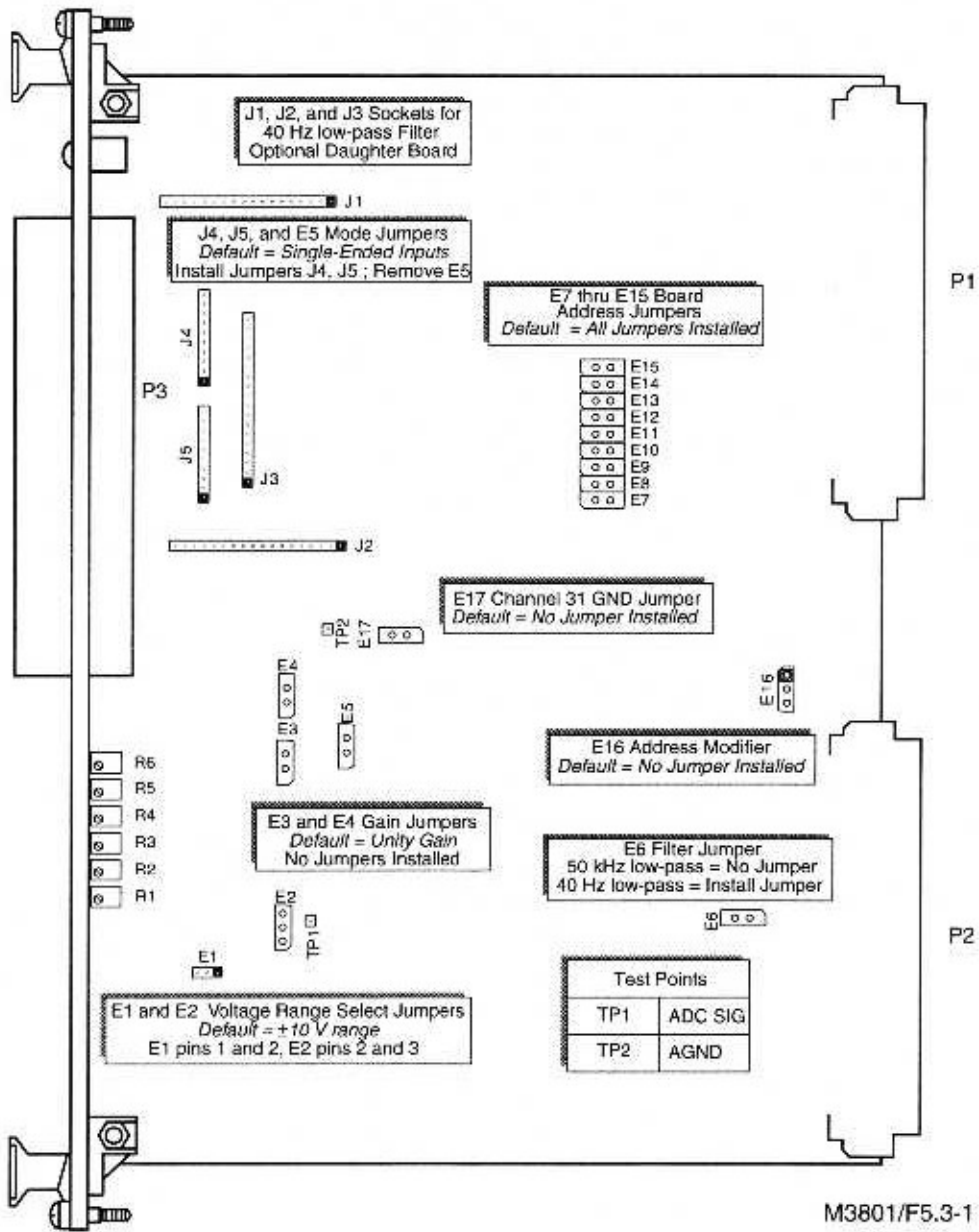 J1, J2, and J3 Sockets for
40 Hz low-pass Filter
Optional Daughter Board
J1
J4, J5, and E5 Mode Jumpers
Default = Single-Ended Inputs
Install Jumpers J4, J5 ; Remove E5
P1
E7 thru E15 Board
Address Jumpers
Default = All Jumpers Installed
J4
P3
E15
E14
E13
E12
E11
E10
E9
E8
E7
J5
J3
J2
E17 Channel 31 GND Jumper
Default = No Jumper Installed
TP2
E17
E4
E16
E5
E3
E16 Address Modifier
Default = No Jumper Installed
R6
R5
R4
R3
R2
R1
E3 and E4 Gain Jumpers
Default = Unity Gain
No Jumpers Installed
E6 Filter Jumper
50 kHz low-pass = No Jumper
40 Hz low-pass = Install Jumper
E2
TP1
E6
P2
E1
Test Points
TP1 ADC SIG
TP2 AGND
E1 and E2 Voltage Range Select Jumpers
Default = ±10 V range
E1 pins 1 and 2, E2 pins 2 and 3
M3801/F5.3-1